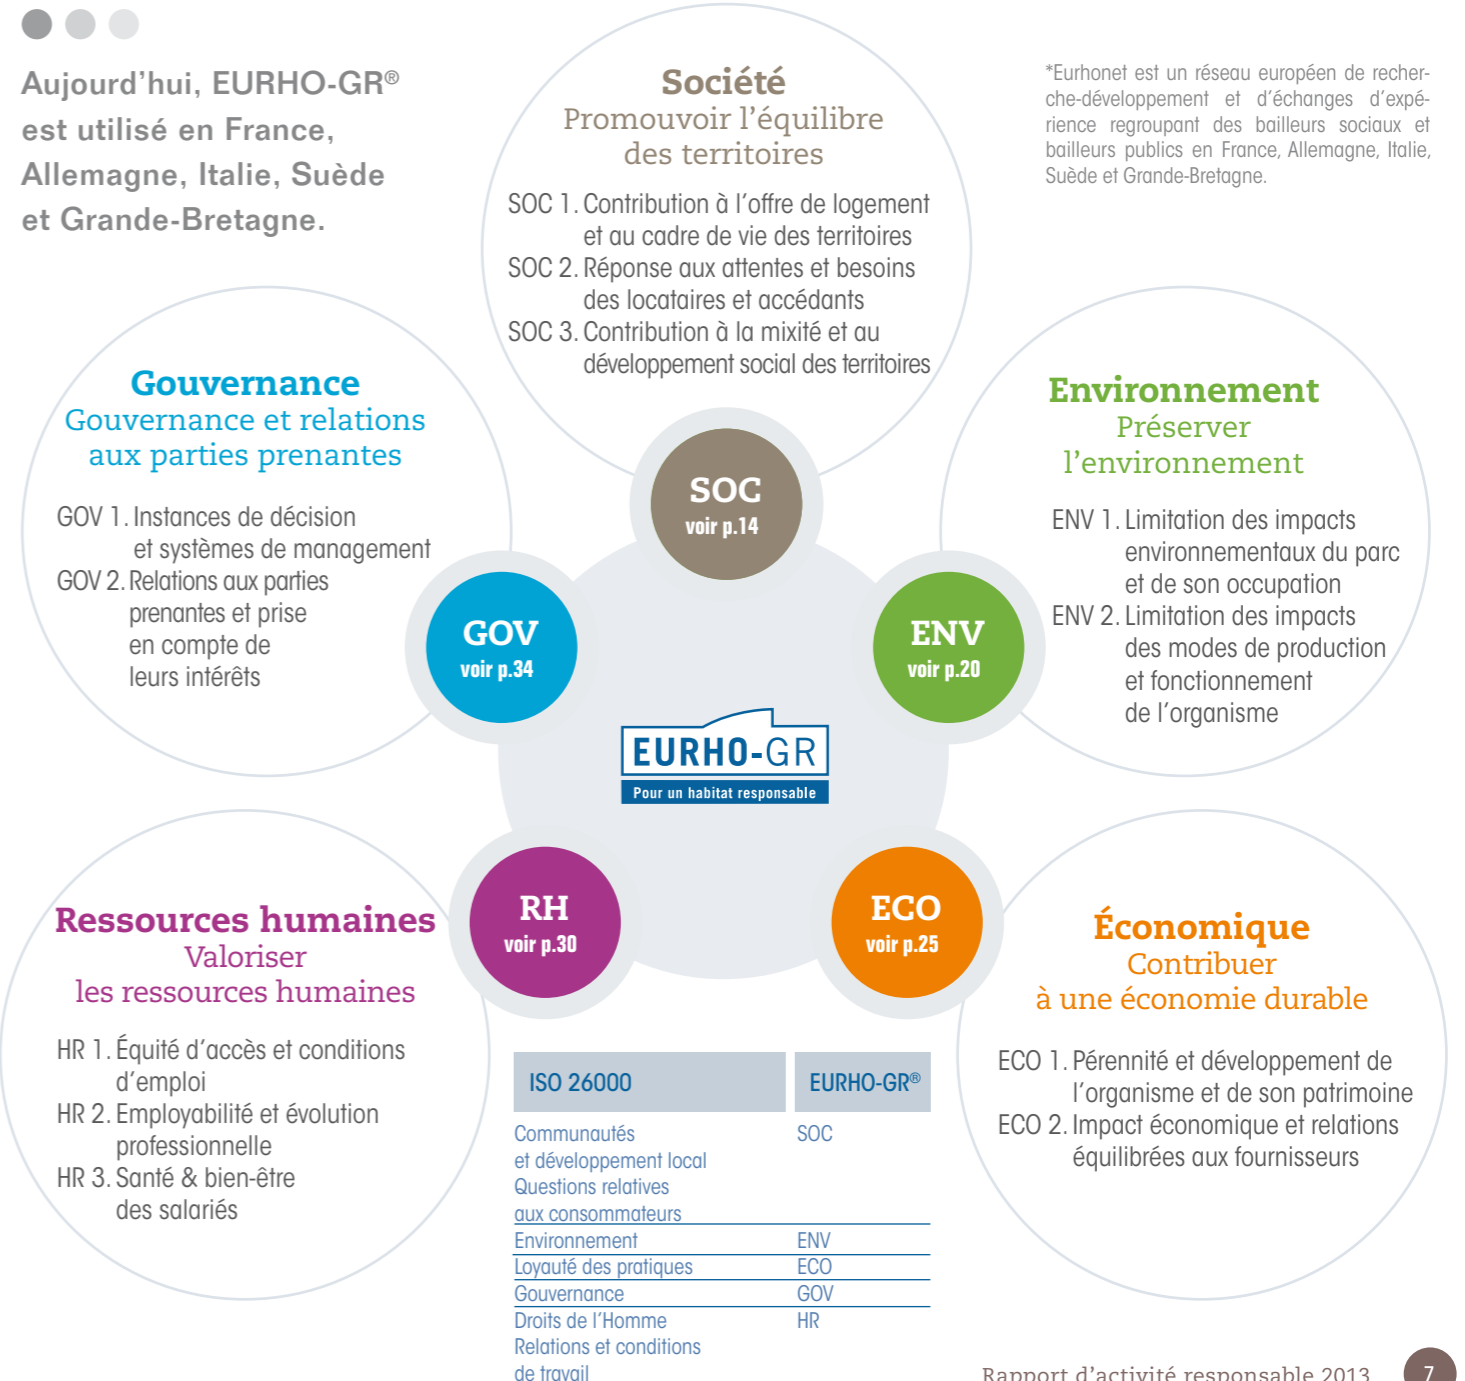 Aujourd'hui, EURHO-GR®
est utilisé en France,
Allemagne, Italie, Suède
et Grande-Bretagne.
Société
Promouvoir l'équilibre
des territoires
SOC 1. Contribution à l'offre de logement
et au cadre de vie des territoires
SOC 2. Réponse aux attentes et besoins
des locataires et accédants
SOC 3. Contribution à la mixité et au
développement social des territoires
*Eurhonet est un réseau européen de recher-
che-développement et d'échanges d'expé-
rience regroupant des bailleurs sociaux et
bailleurs publics en France, Allemagne, Italie,
Suède et Grande-Bretagne.
Gouvernance
Gouvernance et relations
aux parties prenantes
GOV 1. Instances de décision
et systèmes de management
GOV 2. Relations aux parties
prenantes et prise
en compte de
leurs intérêts
Environnement
Préserver
l'environnement
ENV 1. Limitation des impacts
environnementaux du parc
et de son occupation
ENV 2. Limitation des impacts
des modes de production
et fonctionnement
de l'organisme
SOC
voir p.14
GOV
voir p.34
ENV
voir p.20
EURHO-GR
Pour un habitat responsable
RH
voir p.30
ECO
voir p.25
Ressources humaines
Valoriser
les ressources humaines
HR 1. Équité d'accès et conditions
d'emploi
HR 2. Employabilité et évolution
professionnelle
HR 3. Santé & bien-être
des salariés
Économique
Contribuer
à une économie durable
ECO 1. Pérennité et développement de
l'organisme et de son patrimoine
ECO 2. Impact économique et relations
équilibrées aux fournisseurs
ISO 26000 EURHO-GR®
Communautés SOC
et développement local
Questions relatives
aux consommateurs
Environnement ENV
Loyauté des pratiques ECO
Gouvernance GOV
Droits de l'Homme HR
Relations et conditions
de travail
Rapport d'activité responsable 2013 7